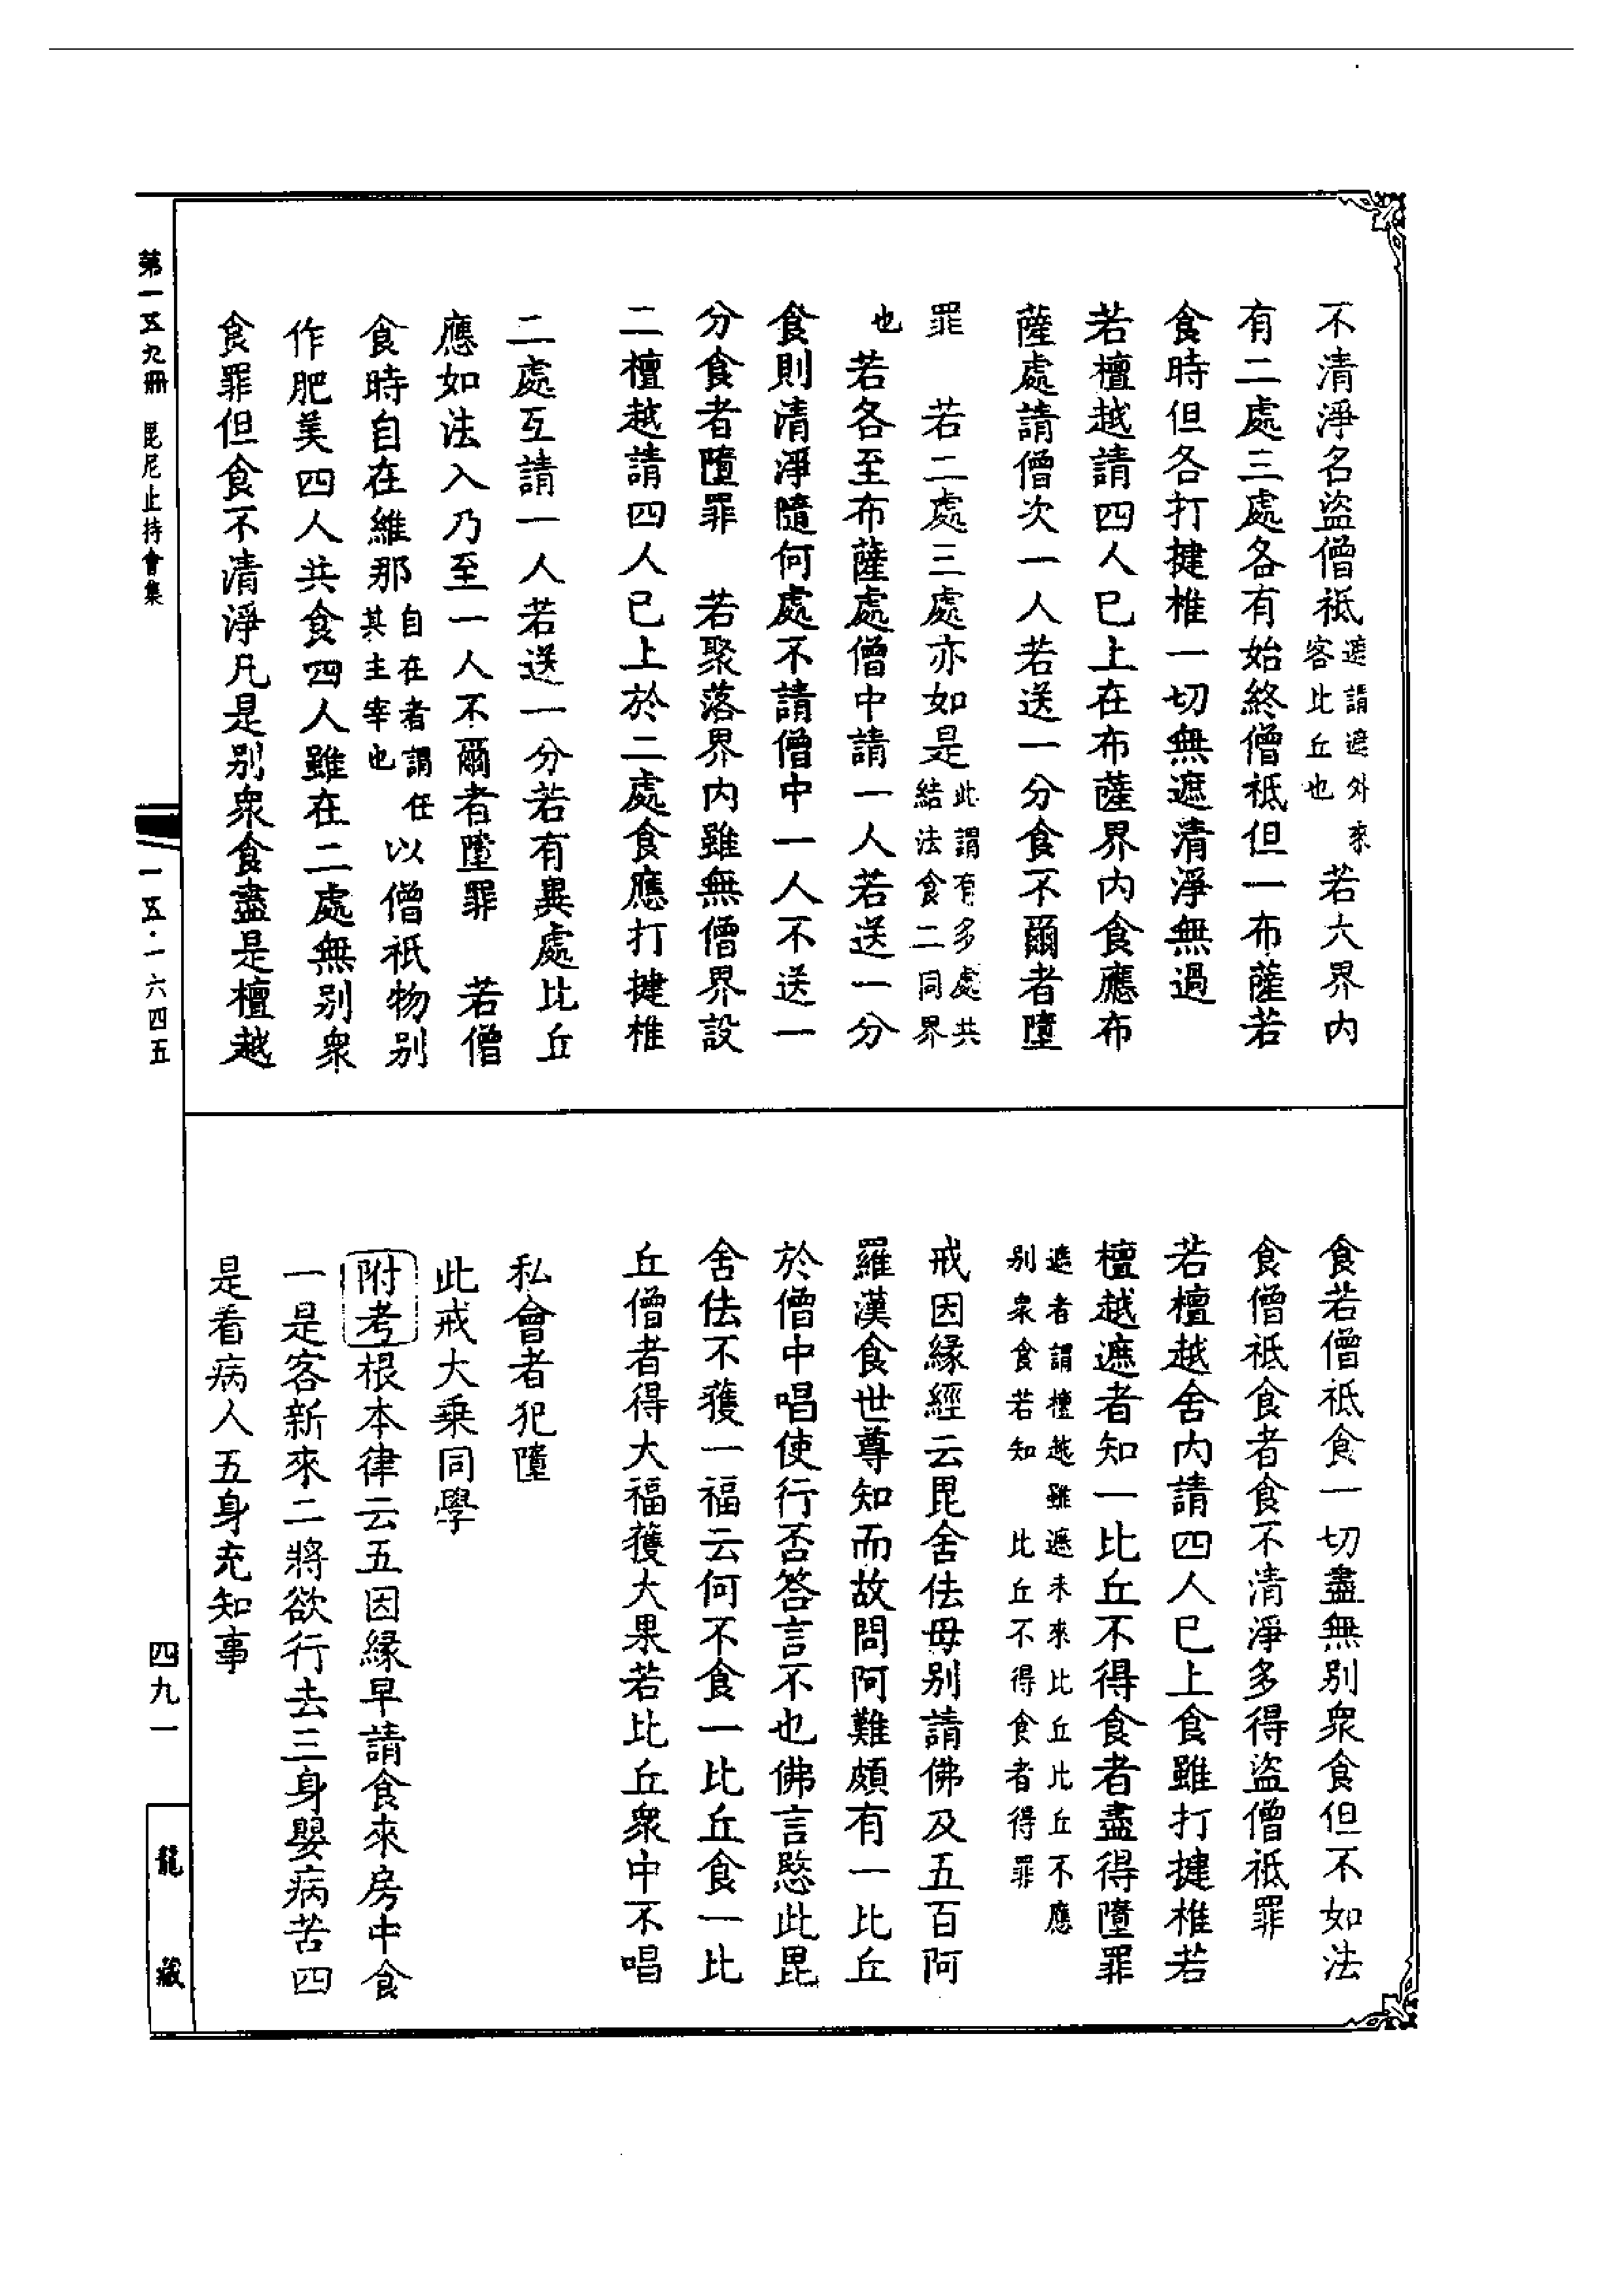 不清淨名盜僧祇遮謂遮外來客比丘也若大界內
有二處三處各有始終僧祇但一布薩若
食時但各打揵椎一切無遮清淨無過
若檀越請四人已上在布薩界內食應布
薩處請僧次一人若送一分食不爾者墮
罪 若二處三處亦如是此謂有多處共結法食二同界
也若各至布薩處僧中請一人若送一分
食則清淨隨何處不請僧中一人不送一
分食者墮罪 若聚落界內雖無僧界設
二檀越請四人已上於二處食應打揵椎
二處互請一人若送一分若有異處比丘
應如法入乃至一人不爾者墮罪 若僧
食時自在維那自在者謂任其主宰也以僧祇物別
作肥美四人共食四人雖在二處無別衆
食罪但食不清淨凡是別衆食盡是檀越
食若僧祇食一切盡無別衆食但不如法
食僧祇食者食不清淨多得盜僧祇罪
若檀越舍內請四人已上食雖打揵椎若
檀越遮者知一比丘不得食者盡得墮罪
遮者謂檀越雖遮未來比丘比丘不應別衆食若知 比丘不得食者得罪
戒因緣經云毘舍佉母別請佛及五百阿
羅漢食世尊知而故問阿難頗有一比丘
於僧中唱使行否答言不也佛言愍此毘
舍佉不獲一福云何不食一比丘食一比
丘僧者得大福獲大果若比丘衆中不唱
私會者犯墮
此戒大乘同學
附考根本律云五因緣早請食來房中食
一是客新來二將欲行去三身嬰病苦四
是看病人五身充知事
第一五九冊 毘尼止持會集
一五·一六四五
四九一
龍藏